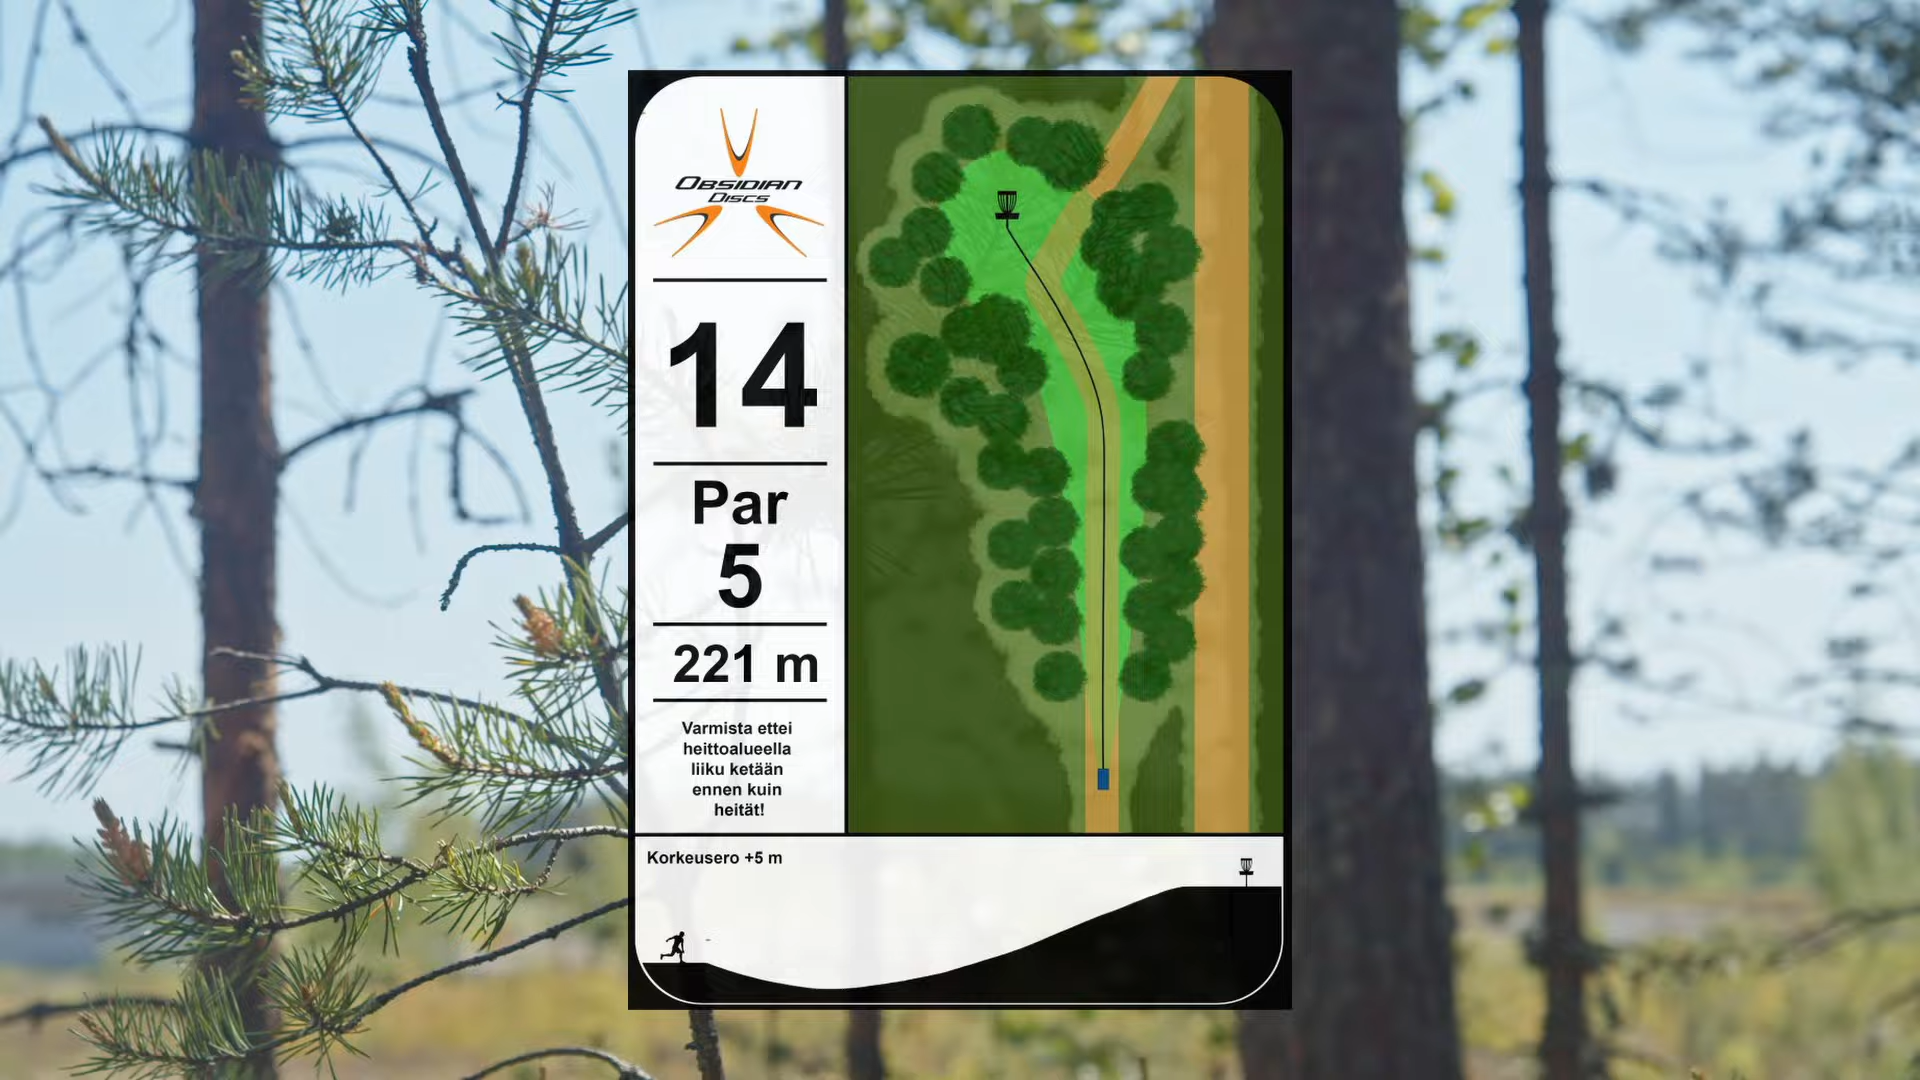 OBSIDIAN
DISCS
14
Par
5
221 m
Varmista ettei
heittoalueella
liiku ketään
ennen kuin
heität!
Korkeusero +5 m